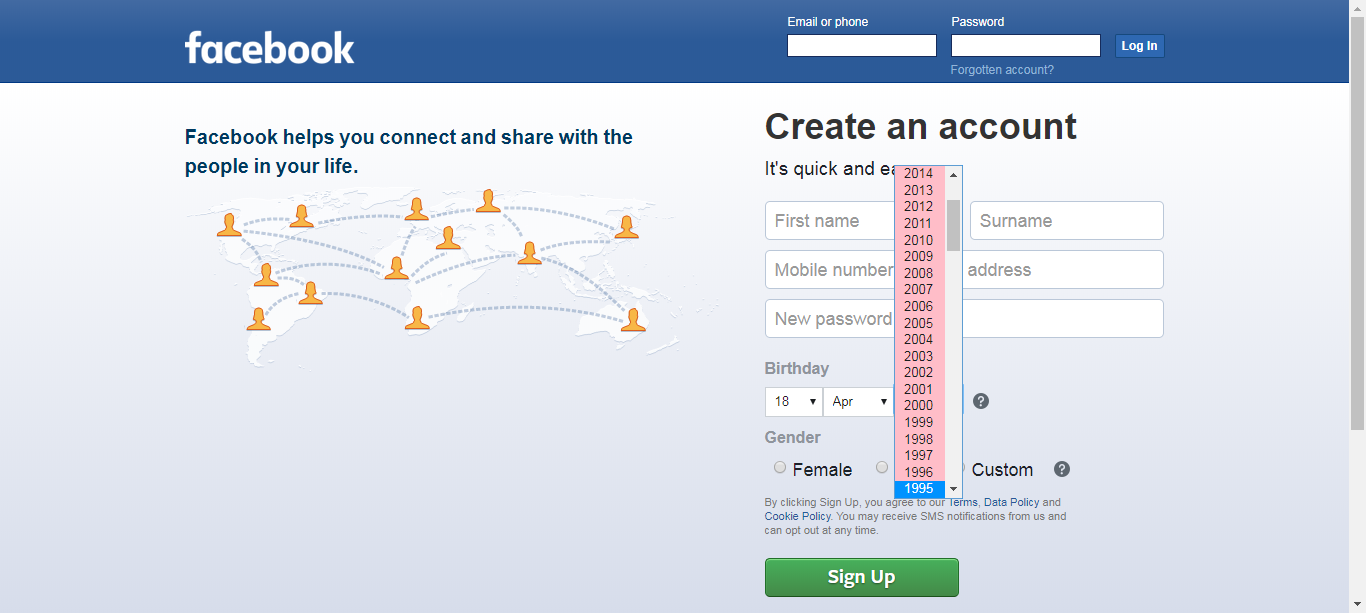 facebook
Email or phone
Password
Log In
Forgotten account?
Facebook helps you connect and share with the
people in your life.
Create an account
It's quick and ea
First name
Surname
Mobile number
address
New password
Birthday
18
Apr
2014
2013
2012
2011
2010
2009
2008
2007
2006
2005
2004
2003
2002
2001
2000
1999
1998
1997
1996
1995
?
Gender
Female
Custom
?
By clicking Sign Up, you agree to our Terms, Data Policy and
Cookie Policy. You may receive SMS notifications from us and
can opt out at any time.
Sign Up